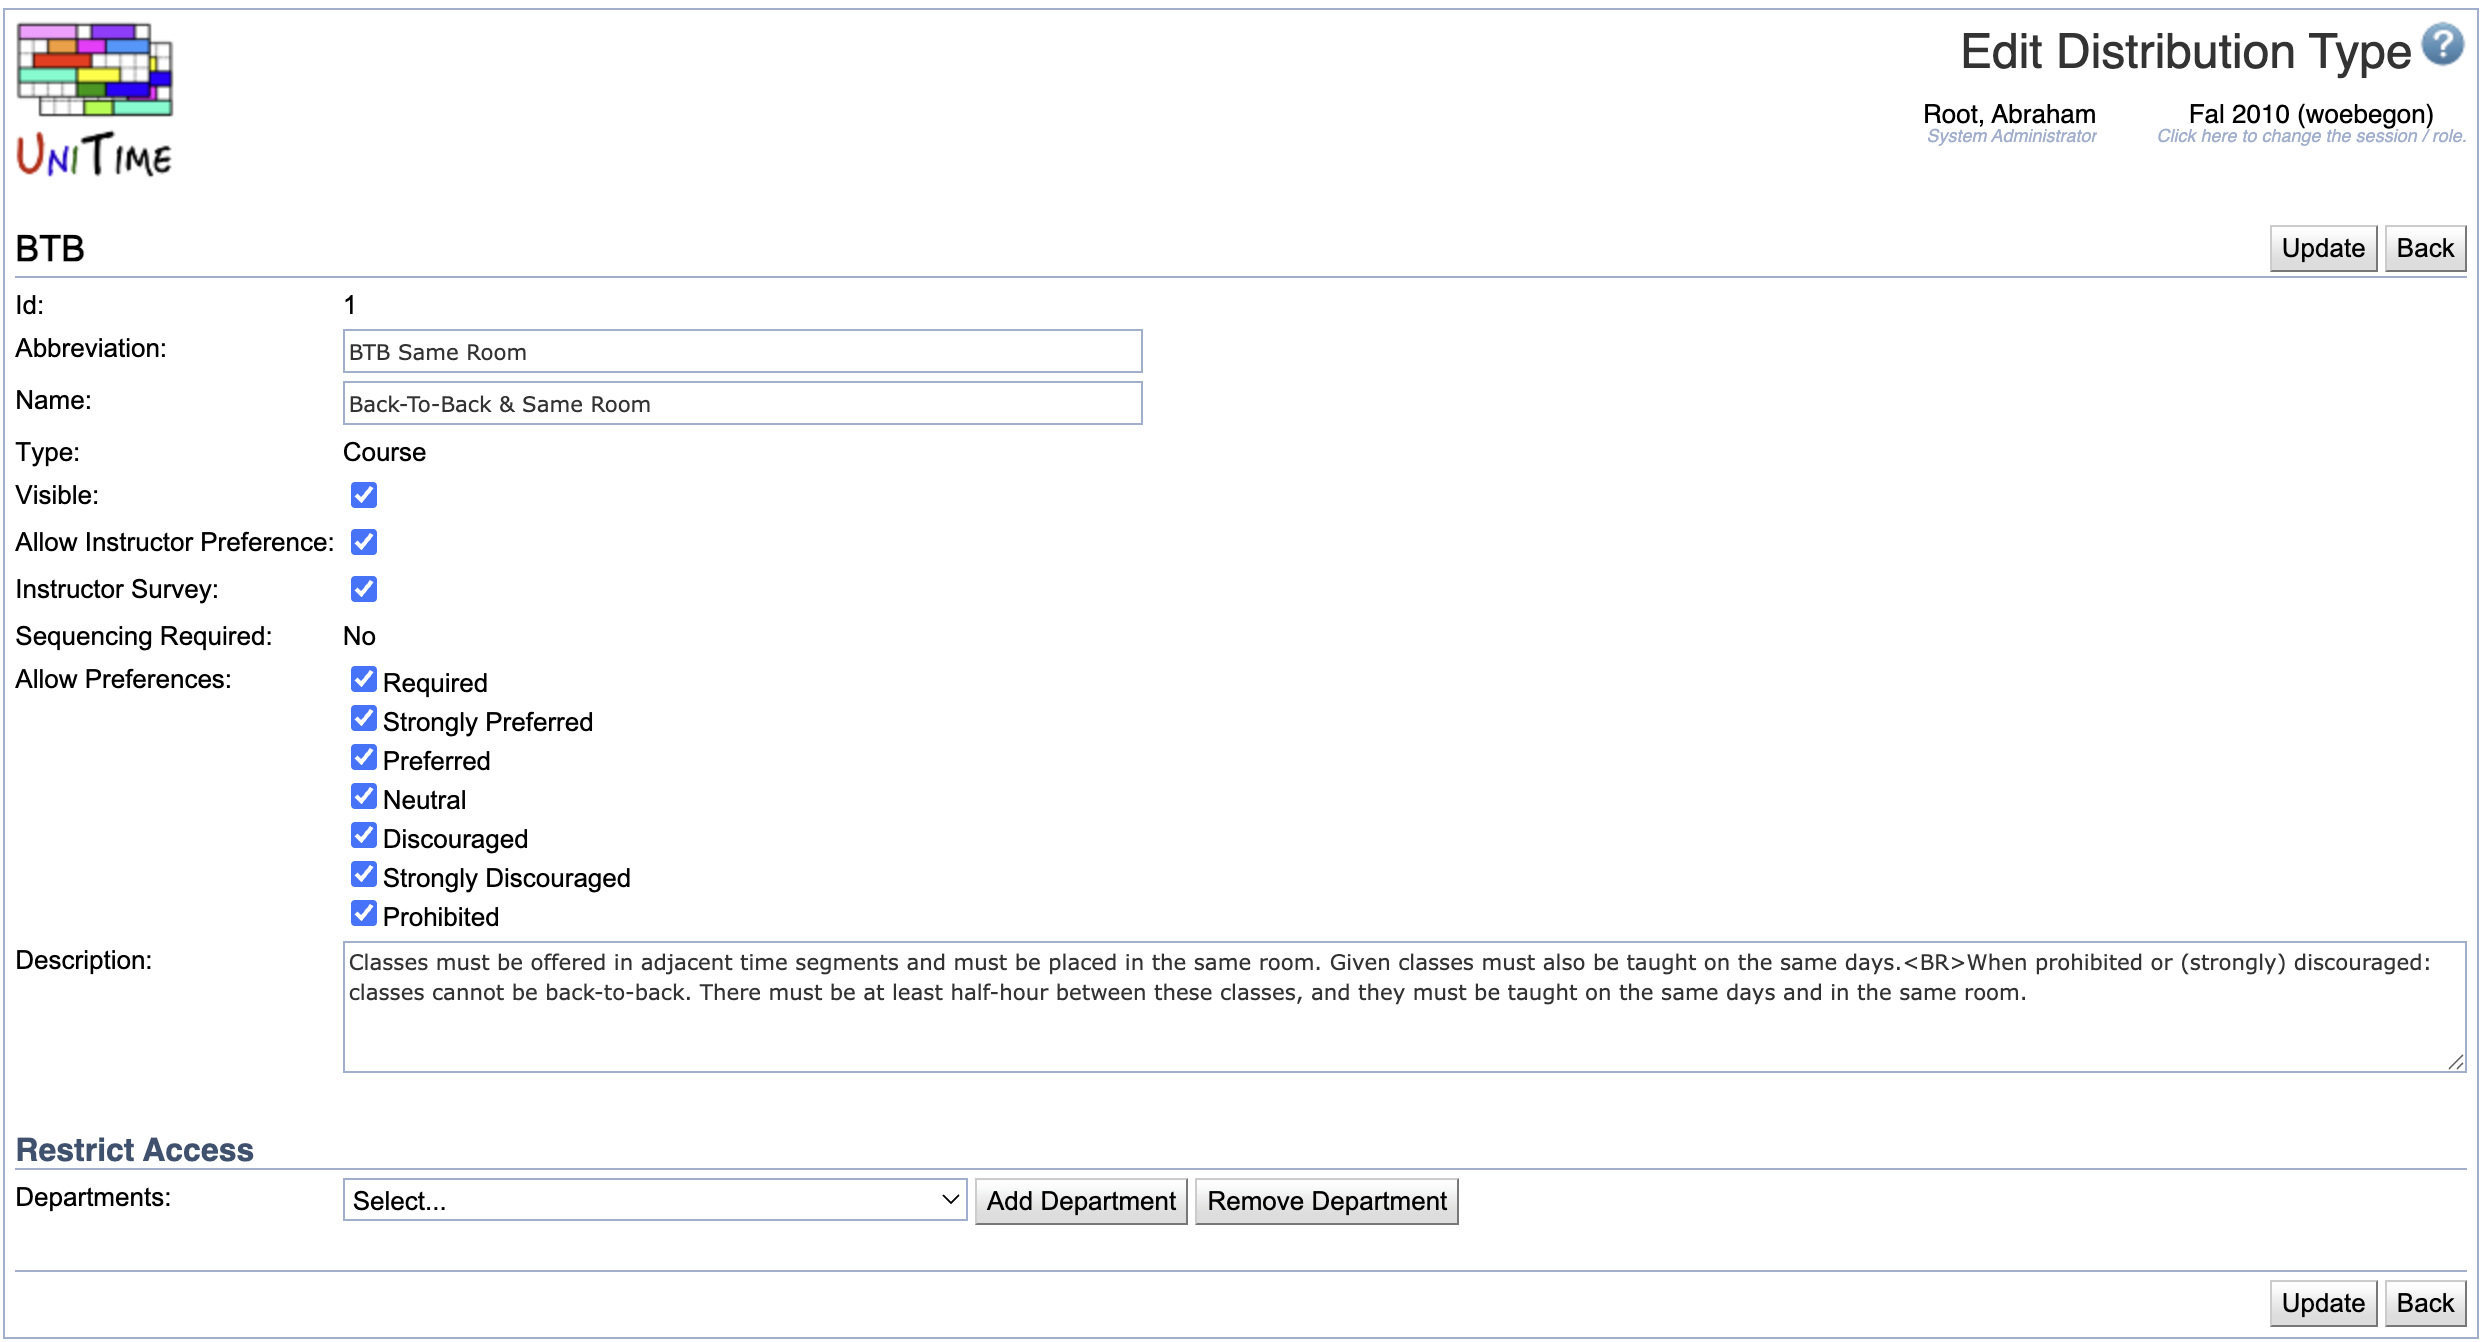 UNITIME
Edit Distribution Type ?
Root, Abraham Fal 2010 (woebegon)
System Administrator Click here to change the session / role.
BTB Update Back
Id: 1
Abbreviation: BTB Same Room
Name: Back-To-Back & Same Room
Type: Course
Visible:
Allow Instructor Preference:
Instructor Survey:
Sequencing Required: No
Allow Preferences: Required
Strongly Preferred
Preferred
Neutral
Discouraged
Strongly Discouraged
Prohibited
Description: Classes must be offered in adjacent time segments and must be placed in the same room. Given classes must also be taught on the same days.<BR>When prohibited or (strongly) discouraged:
classes cannot be back-to-back. There must be at least half-hour between these classes, and they must be taught on the same days and in the same room.
Restrict Access
Departments: Select... Add Department Remove Department
Update Back